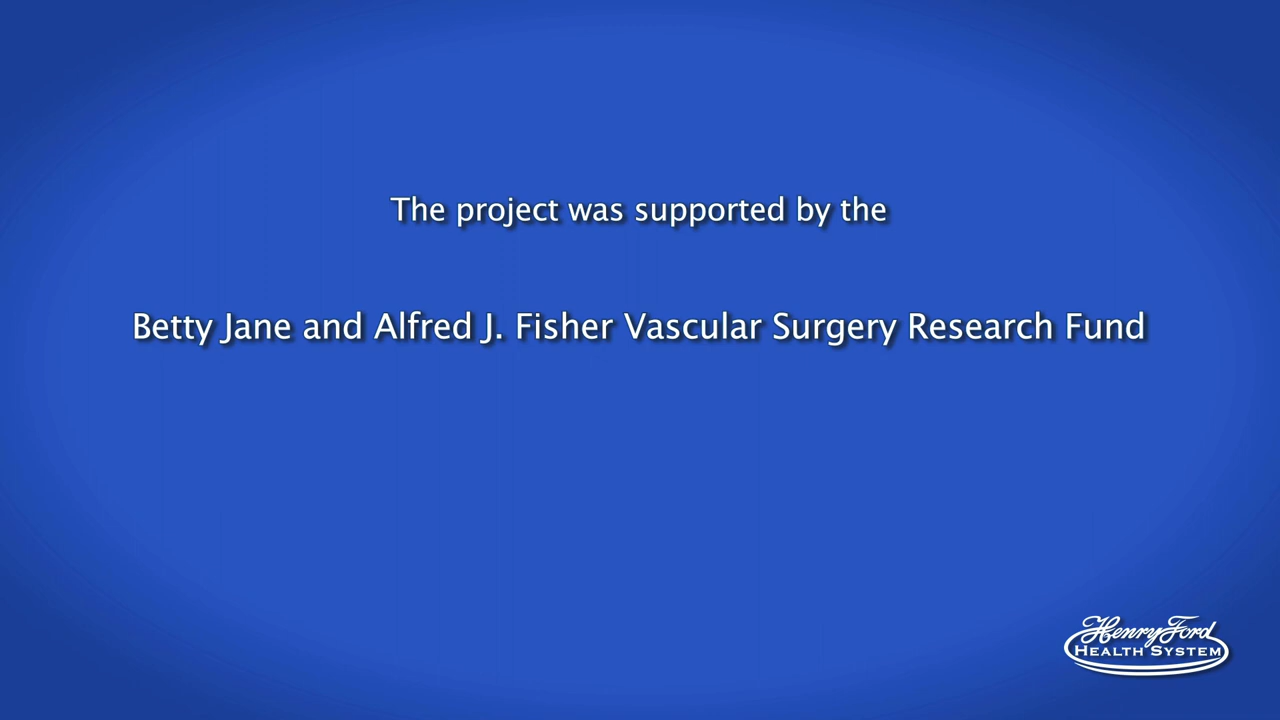 The project was supported by the
Betty Jane and Alfred J. Fisher Vascular Surgery Research Fund
Henry Ford
HEALTH SYSTEM